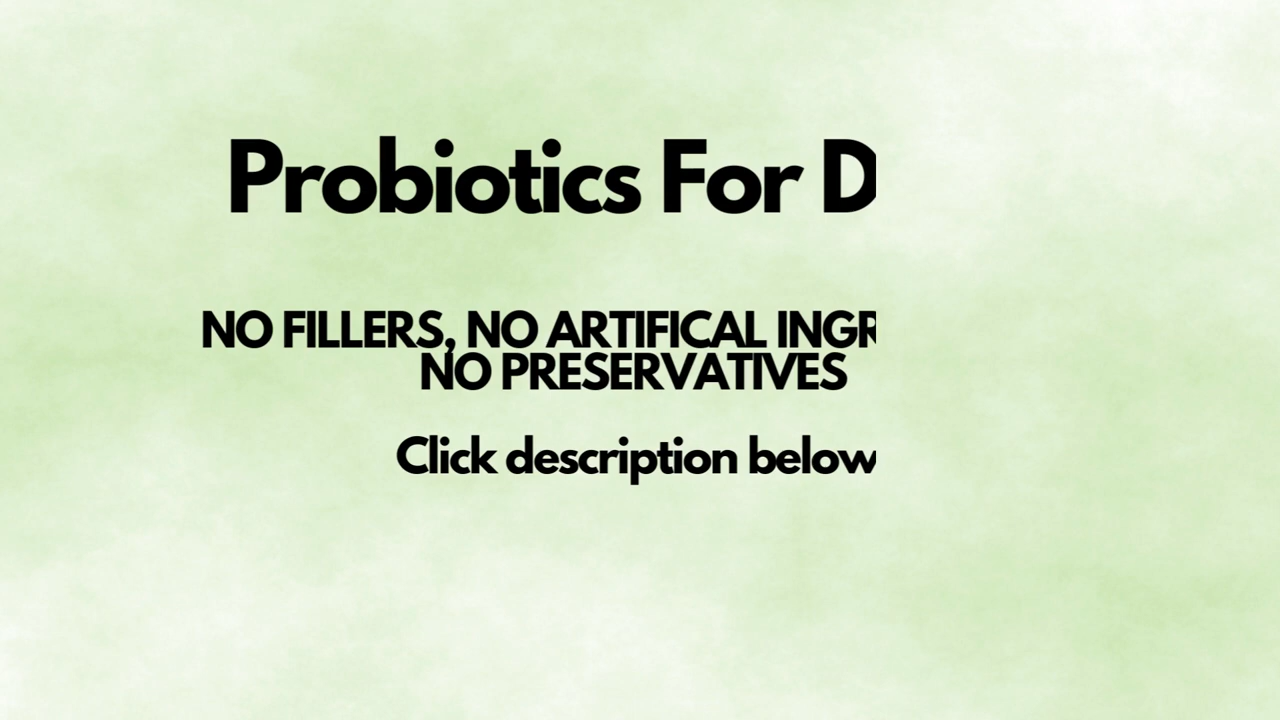 Probiotics For D
NO FILLERS, NO ARTIFICAL INGR
NO PRESERVATIVES
Click description below